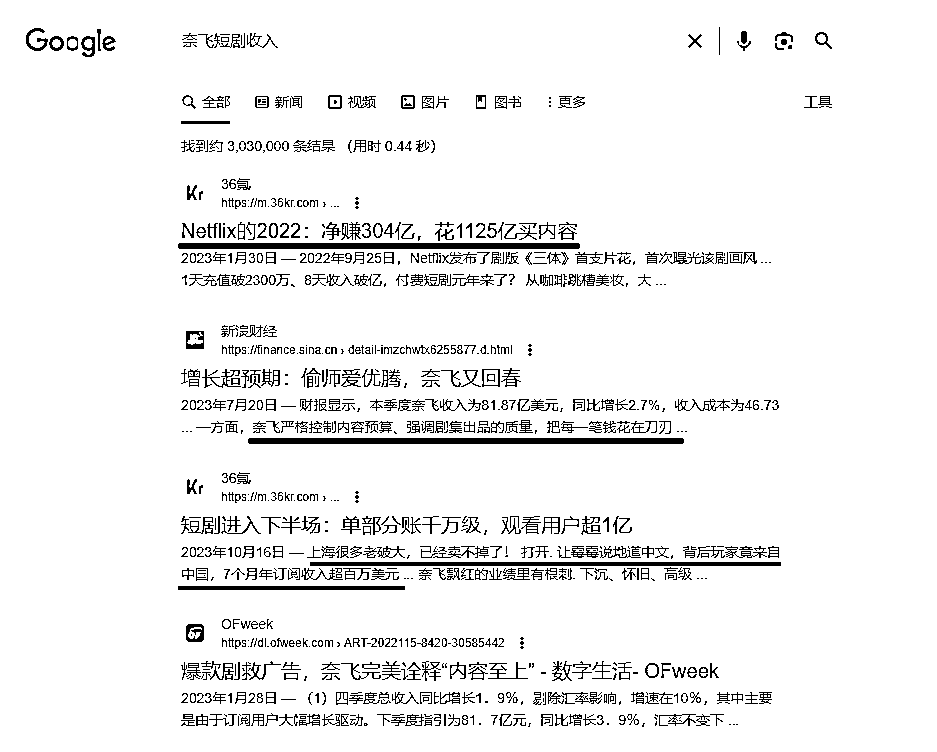 Google 奈飞短剧收入
全部 新闻 视频 图片 图书 更多 工具
找到约 3,030,000 条结果 （用时 0.44 秒）
Kr 36氪
https://m.36kr.com › ...
Netflix的2022：净赚304亿，花1125亿买内容
2023年1月30日 — 2022年9月25日，Netflix发布了剧版《三体》首支片花，首次曝光该剧画风 ...
1天充值破2300万、8天收入破亿，付费短剧元年来了？ 从咖啡跳槽美妆，大 ...
新浪财经
https://finance.sina.cn › detail-imzchwtx6255877.d.html
增长超预期：偷师爱优腾，奈飞又回春
2023年7月20日 — 财报显示，本季度奈飞收入为81.87亿美元，同比增长2.7%，收入成本为46.73
... 一方面，奈飞严格控制内容预算、强调剧集出品的质量，把每一笔钱花在刀刃 ...
Kr 36氪
https://m.36kr.com › ...
短剧进入下半场：单部分账千万级，观看用户超1亿
2023年10月16日 — 上海很多老破大，已经卖不掉了！ 打开. 让霉霉说地道中文，背后玩家竟来自
中国，7个月年订阅收入超百万美元 ... 奈飞飘红的业绩里有根刺. 下沉、怀旧、高级 ...
OFweek
https://dl.ofweek.com › ART-2022115-8420-30585442
爆款剧救广告，奈飞完美诠释“内容至上” - 数字生活- OFweek
2023年1月28日 — （1）四季度总收入同比增长1．9%，剔除汇率影响，增速在10%，其中主要
是由于订阅用户大幅增长驱动。下季度指引为81．7亿元，同比增长3．9%，汇率不变下 ...